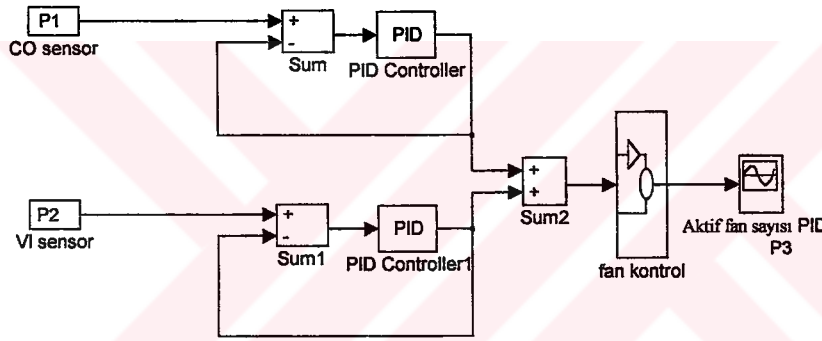 P1
CO sensor
+
-
Sum
PID
PID Controller
P2
VI sensor
+
-
Sum1
PID
PID Controller1
+
+
Sum2
fan kontrol
Aktif fan sayısı PID
P3